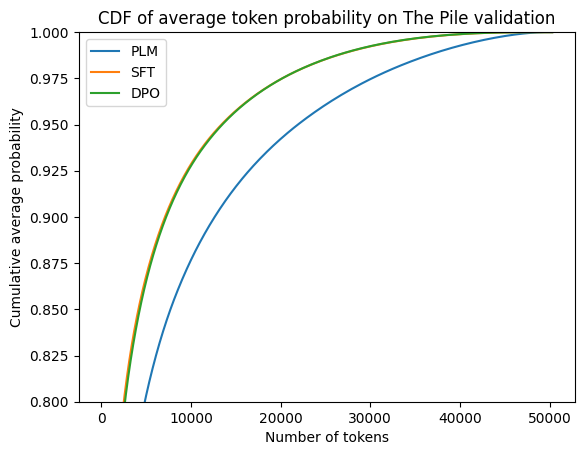 CDF of average token probability on The Pile validation
PLM
SFT
DPO
Cumulative average probability
1.000
0.975
0.950
0.925
0.900
0.875
0.850
0.825
0.800
0
10000
20000
30000
40000
50000
Number of tokens